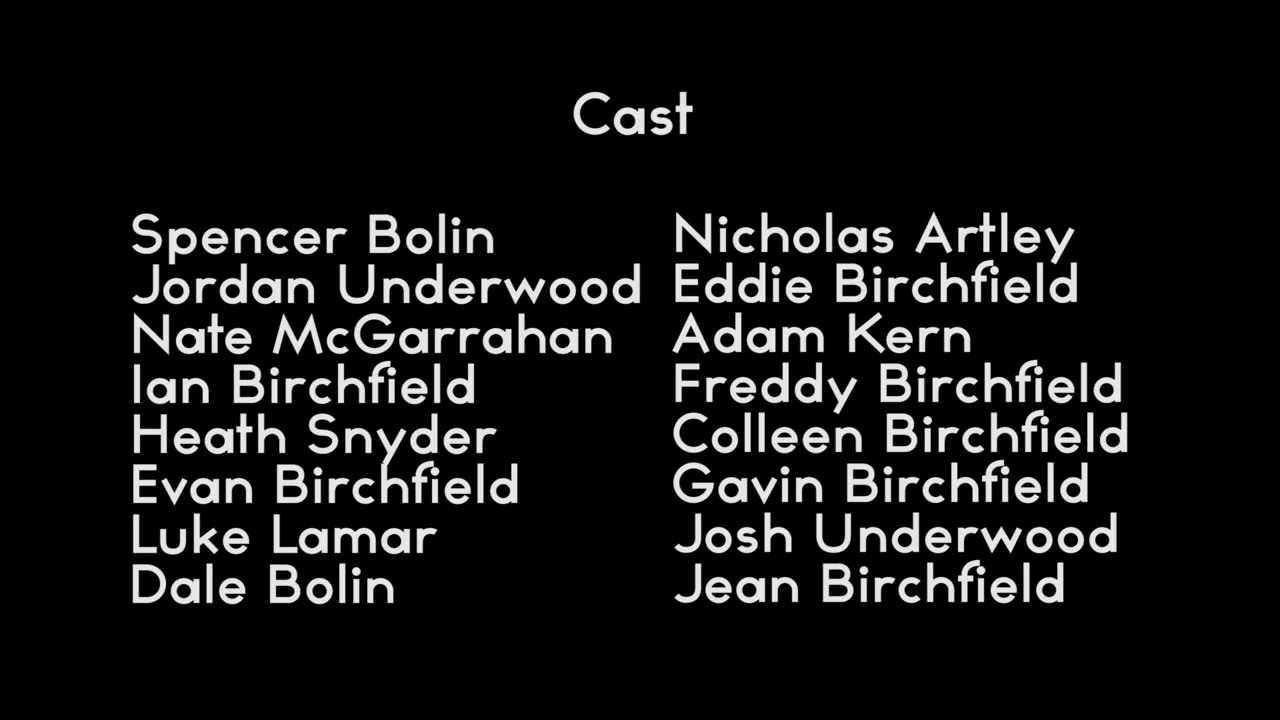 Cast
Spencer Bolin
Jordan Underwood
Nate McGarrahan
Ian Birchfield
Heath Snyder
Evan Birchfield
Luke Lamar
Dale Bolin
Nicholas Artley
Eddie Birchfield
Adam Kern
Freddy Birchfield
Colleen Birchfield
Gavin Birchfield
Josh Underwood
Jean Birchfield